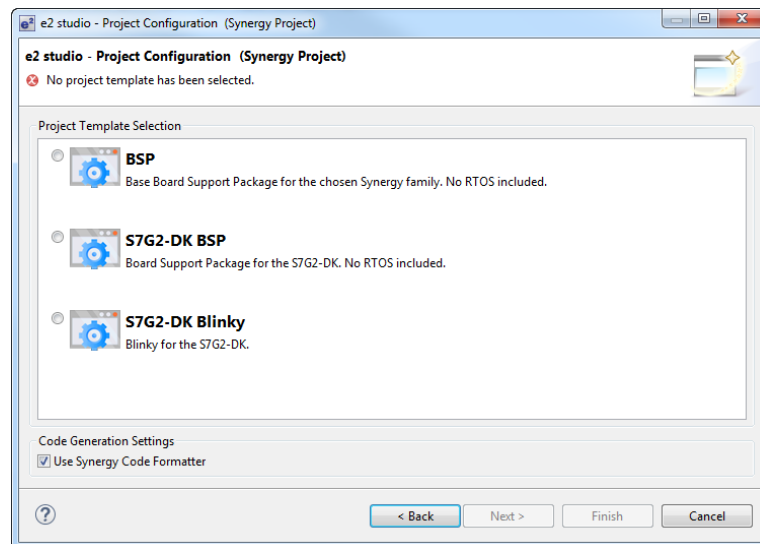 e2 studio - Project Configuration (Synergy Project)
e2 studio - Project Configuration (Synergy Project)
No project template has been selected.
Project Template Selection
BSP
Base Board Support Package for the chosen Synergy family. No RTOS included.
S7G2-DK BSP
Board Support Package for the S7G2-DK. No RTOS included.
S7G2-DK Blinky
Blinky for the S7G2-DK.
Code Generation Settings
Use Synergy Code Formatter
< Back Next > Finish Cancel